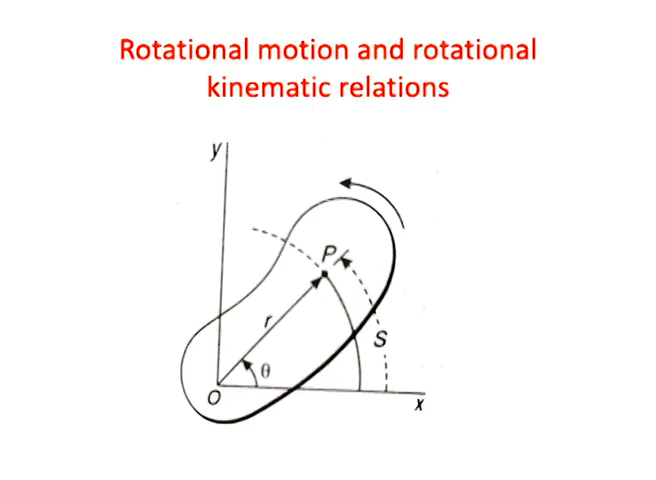 Rotational motion and rotational
kinematic relations
y
P
r
S
θ
O
x